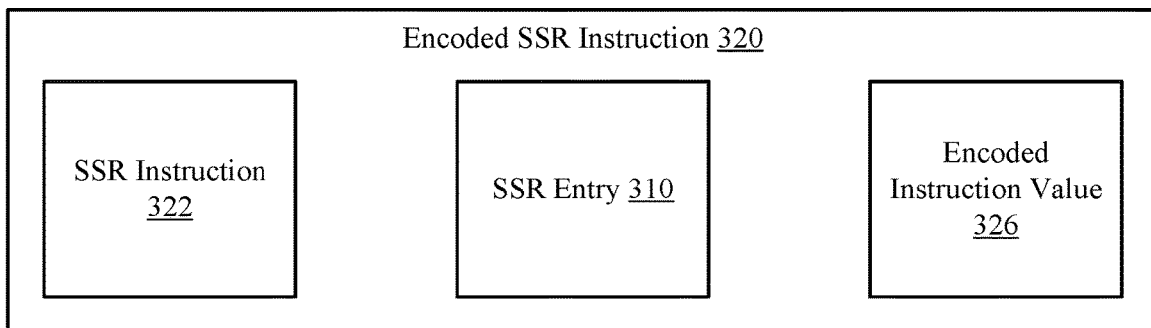 Encoded SSR Instruction 320
SSR Instruction
322
SSR Entry 310
Encoded
Instruction Value
326